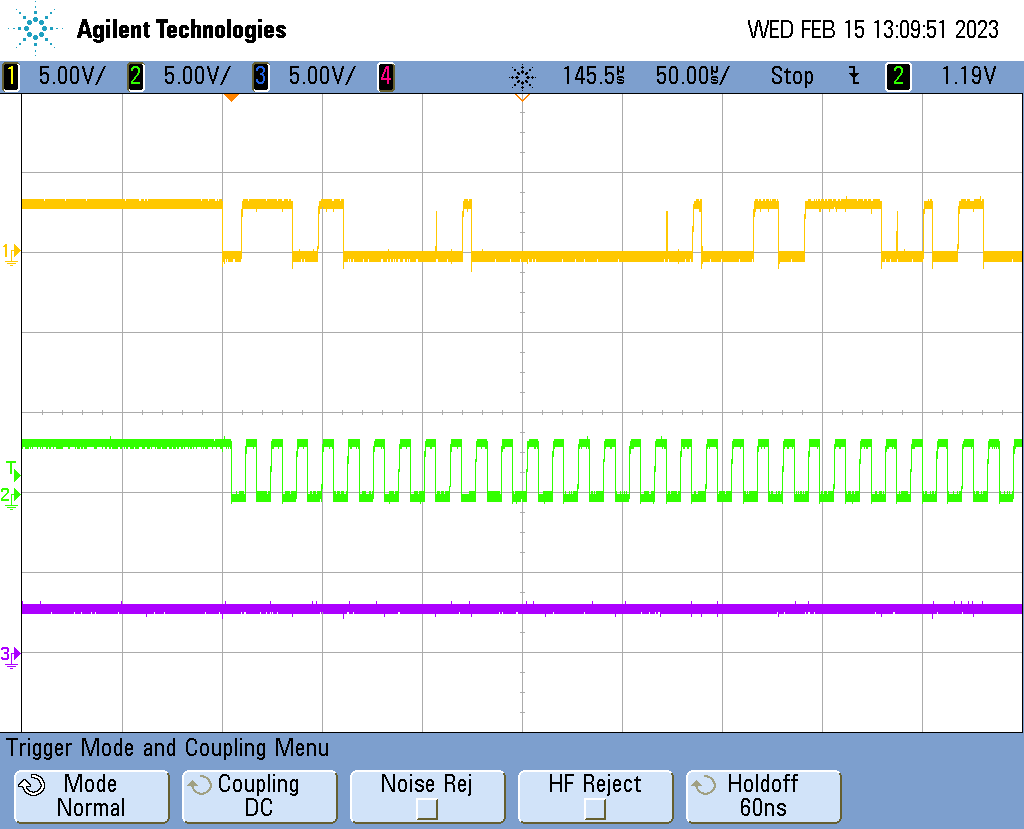 Agilent Technologies
WED FEB 15 13:09:51 2023
1 5.00V/ 2 5.00V/ 3 5.00V/ 4 145.5µs 50.00µs/ Stop 2 1.19V
1
T
2
3
Trigger Mode and Coupling Menu
Mode Coupling Noise Rej HF Reject Holdoff
Normal DC 60ns